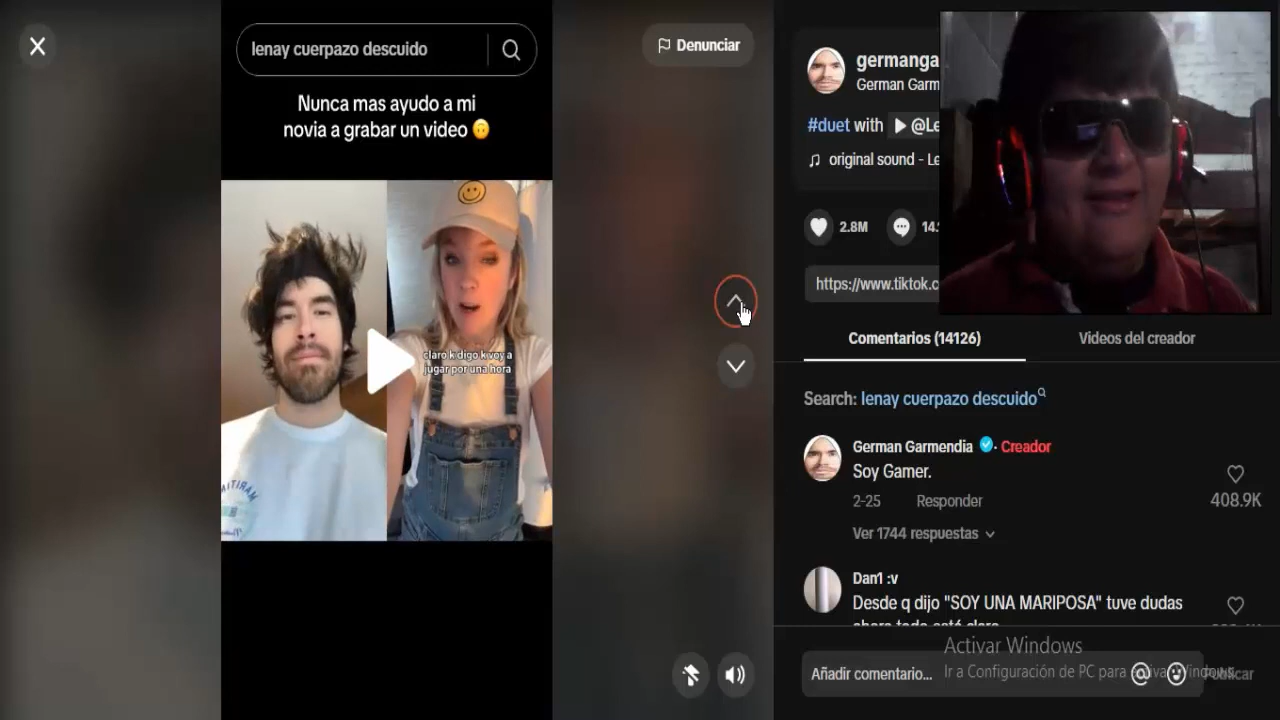 lenay cuerpazo descuido
Denunciar
Nunca mas ayudo a mi
novia a grabar un video 🙃
claro k digo k voy a
jugar por una hora
germanga
German Garm
#duet with ▶ @Le
♫ original sound - Le
2.8M
14.
https://www.tiktok.c
Comentarios (14126)
Videos del creador
Search: lenay cuerpazo descuido
German Garmendia · Creador
Soy Gamer.
2-25 Responder
408.9K
Ver 1744 respuestas
Dan1 :v
Desde q dijo "SOY UNA MARIPOSA" tuve dudas
Activar Windows
Ir a Configuración de PC para
Añadir comentario...